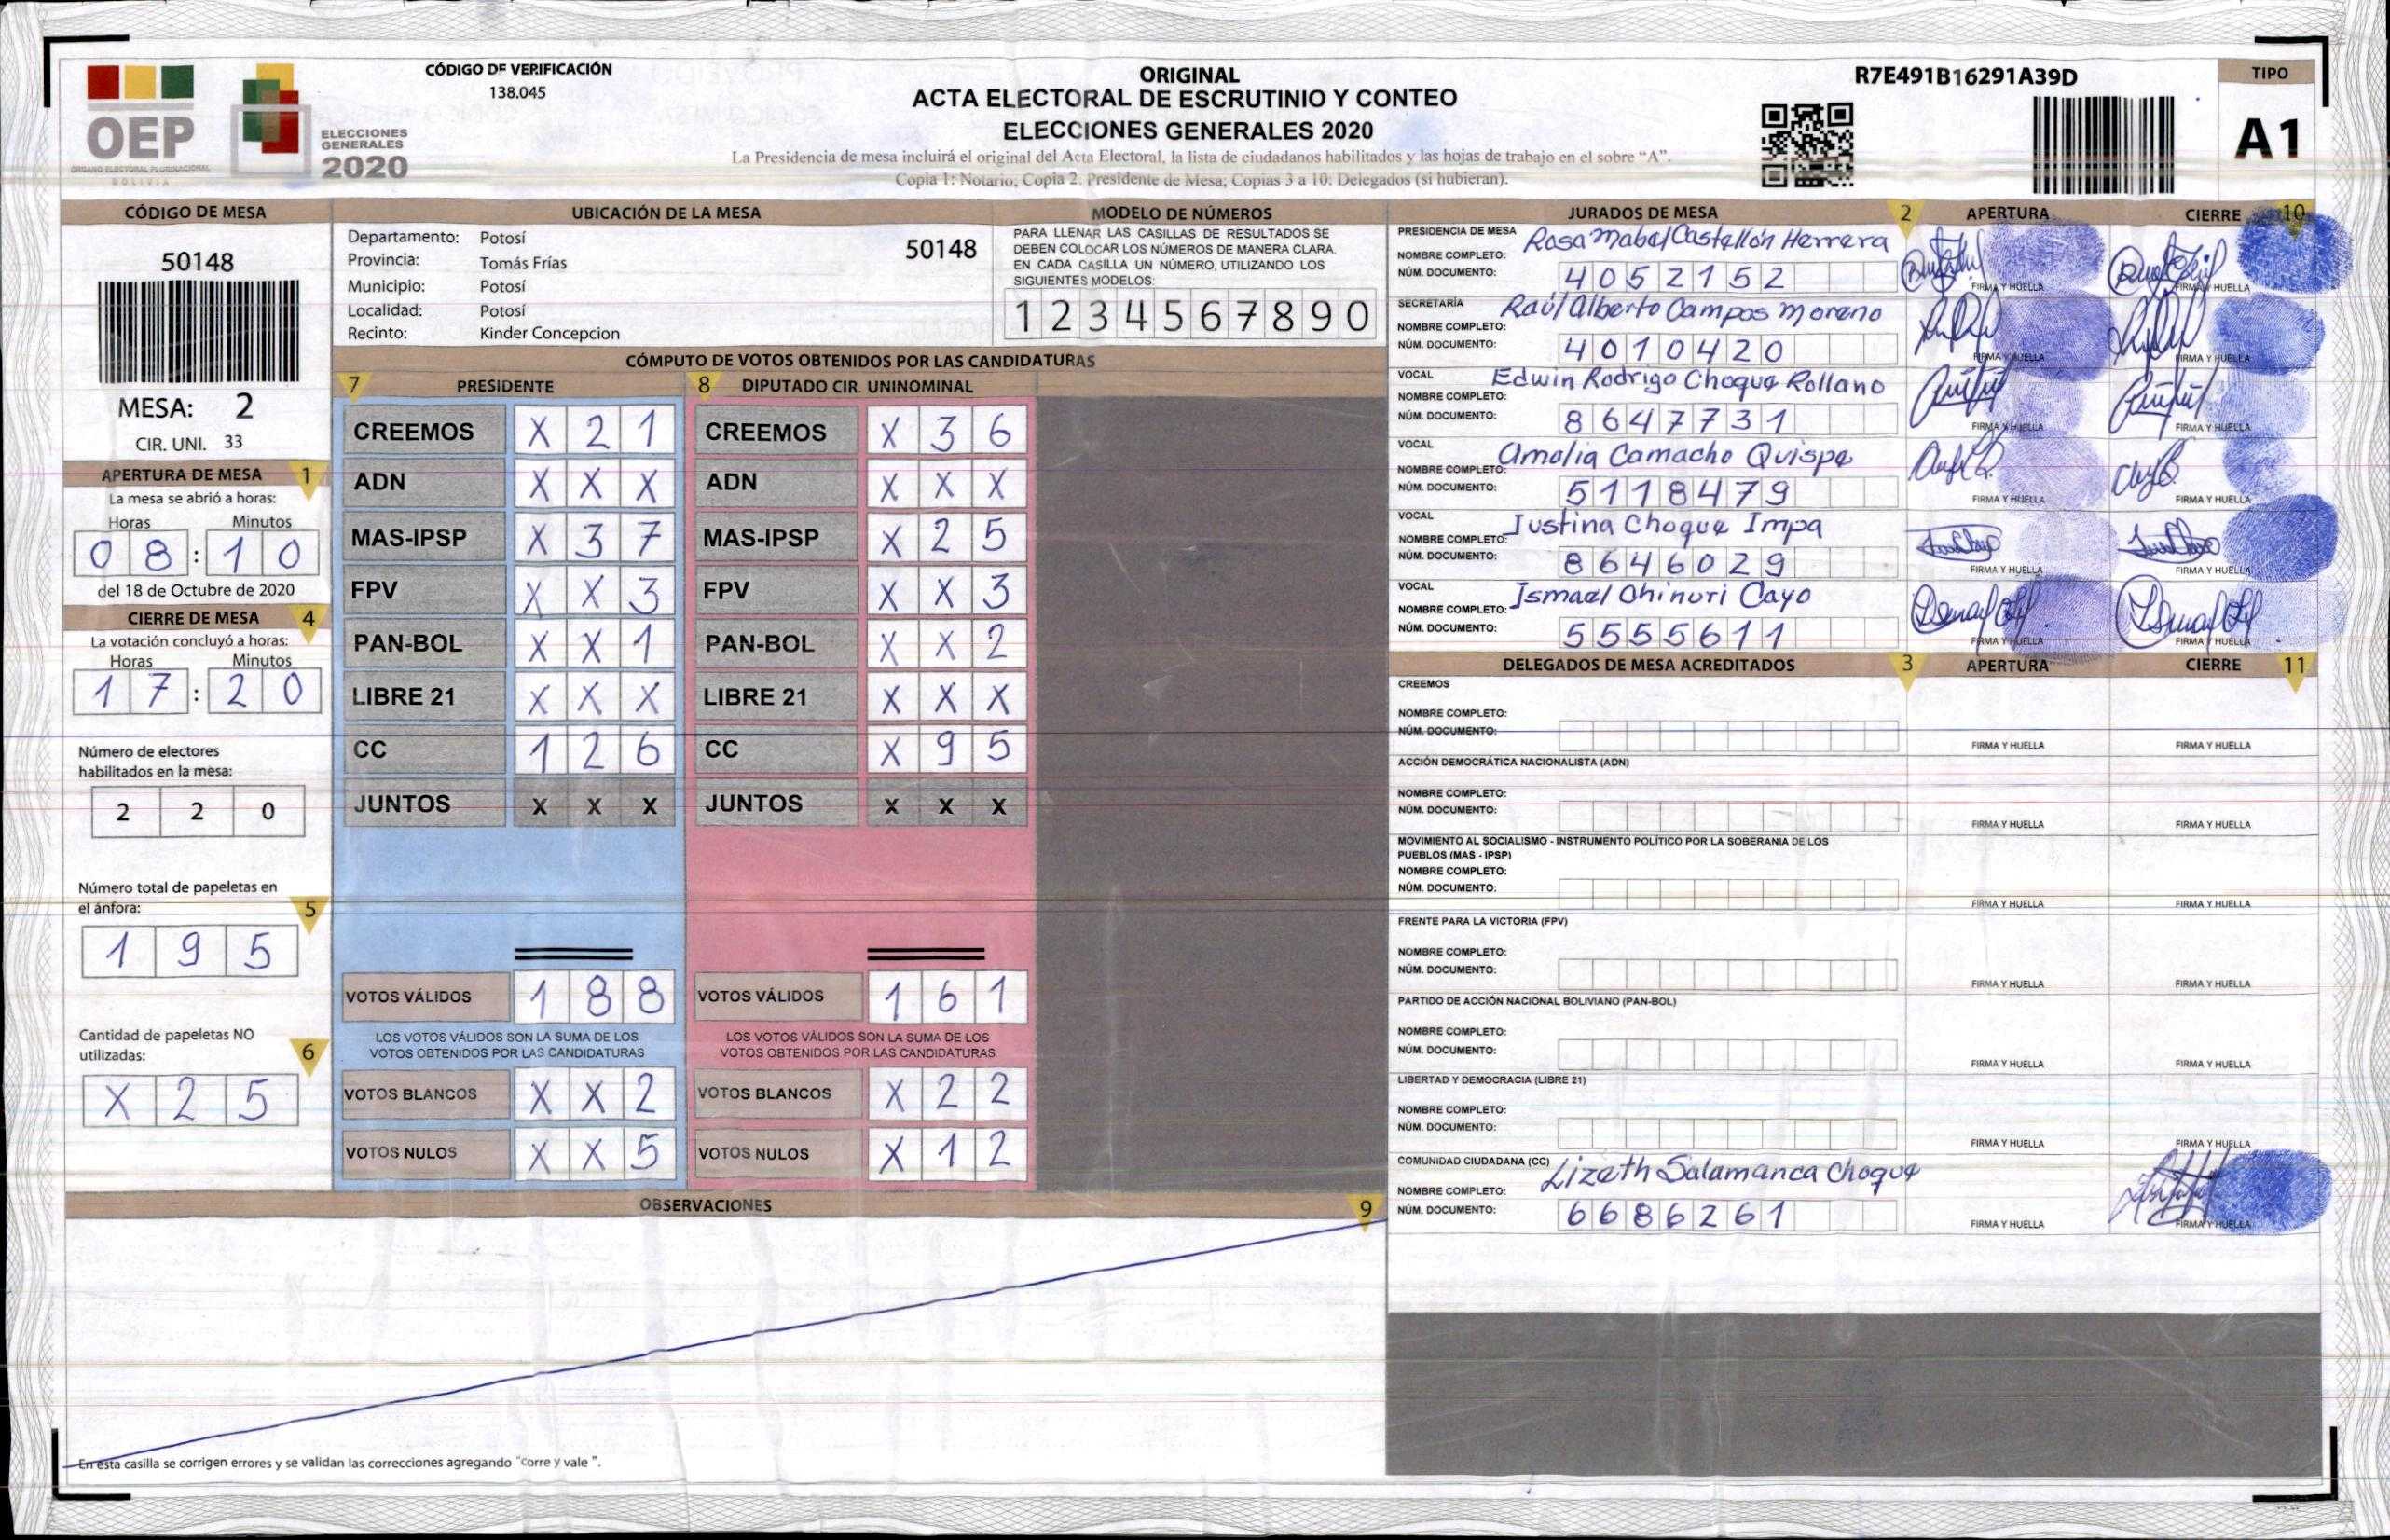 OEP
ÓRGANO ELECTORAL PLURINACIONAL
BOLIVIA
ELECCIONES
GENERALES
2020
CÓDIGO DE VERIFICACIÓN
138.045
ORIGINAL
ACTA ELECTORAL DE ESCRUTINIO Y CONTEO
ELECCIONES GENERALES 2020
La Presidencia de mesa incluirá el original del Acta Electoral, la lista de ciudadanos habilitados y las hojas de trabajo en el sobre “A”.
Copia 1: Notario; Copia 2. Presidente de Mesa; Copias 3 a 10: Delegados (si hubieran).
R7E491B16291A39D
TIPO
A1
CÓDIGO DE MESA
50148
MESA: 2
CIR. UNI. 33
APERTURA DE MESA 1
La mesa se abrió a horas:
Horas Minutos
0 8 : 1 0
del 18 de Octubre de 2020
CIERRE DE MESA 4
La votación concluyó a horas:
Horas Minutos
1 7 : 2 0
Número de electores
habilitados en la mesa:
2 2 0
Número total de papeletas en
el ánfora: 5
1 9 5
Cantidad de papeletas NO
utilizadas: 6
X 2 5
UBICACIÓN DE LA MESA
Departamento: Potosí
50148
Provincia: Tomás Frías
Municipio: Potosí
Localidad: Potosí
Recinto: Kinder Concepcion
MODELO DE NÚMEROS
PARA LLENAR LAS CASILLAS DE RESULTADOS SE
DEBEN COLOCAR LOS NÚMEROS DE MANERA CLARA.
EN CADA CASILLA UN NÚMERO, UTILIZANDO LOS
SIGUIENTES MODELOS:
1 2 3 4 5 6 7 8 9 0
CÓMPUTO DE VOTOS OBTENIDOS POR LAS CANDIDATURAS
7 PRESIDENTE
CREEMOS X 2 1
ADN X X X
MAS-IPSP X 3 7
FPV X X 3
PAN-BOL X X 1
LIBRE 21 X X X
CC 1 2 6
JUNTOS X X X
VOTOS VÁLIDOS 1 8 8
LOS VOTOS VÁLIDOS SON LA SUMA DE LOS
VOTOS OBTENIDOS POR LAS CANDIDATURAS
VOTOS BLANCOS X X 2
VOTOS NULOS X X 5
8 DIPUTADO CIR. UNINOMINAL
CREEMOS X 3 6
ADN X X X
MAS-IPSP X 2 5
FPV X X 3
PAN-BOL X X 2
LIBRE 21 X X X
CC X 9 5
JUNTOS X X X
VOTOS VÁLIDOS 1 6 1
LOS VOTOS VÁLIDOS SON LA SUMA DE LOS
VOTOS OBTENIDOS POR LAS CANDIDATURAS
VOTOS BLANCOS X 2 2
VOTOS NULOS X 1 2
OBSERVACIONES 9
En esta casilla se corrigen errores y se validan las correcciones agregando "corre y vale ".
JURADOS DE MESA 2 APERTURA CIERRE 10
PRESIDENCIA DE MESA
NOMBRE COMPLETO: Rosa Mabel Castellón Herrera
NÚM. DOCUMENTO: 4052152
FIRMA Y HUELLA FIRMA Y HUELLA
SECRETARÍA
NOMBRE COMPLETO: Raúl Alberto Campos Moreno
NÚM. DOCUMENTO: 4010420
FIRMA Y HUELLA FIRMA Y HUELLA
VOCAL
NOMBRE COMPLETO: Edwin Rodrigo Choque Rollano
NÚM. DOCUMENTO: 8647731
FIRMA Y HUELLA FIRMA Y HUELLA
VOCAL
NOMBRE COMPLETO: Amalia Camacho Quispe
NÚM. DOCUMENTO: 5118479
FIRMA Y HUELLA FIRMA Y HUELLA
VOCAL
NOMBRE COMPLETO: Justina Choque Impa
NÚM. DOCUMENTO: 8646029
FIRMA Y HUELLA FIRMA Y HUELLA
VOCAL
NOMBRE COMPLETO: Ismael Chinuri Cayo
NÚM. DOCUMENTO: 5555611
FIRMA Y HUELLA FIRMA Y HUELLA
DELEGADOS DE MESA ACREDITADOS 3 APERTURA CIERRE 11
CREEMOS
NOMBRE COMPLETO:
NÚM. DOCUMENTO:
FIRMA Y HUELLA FIRMA Y HUELLA
ACCIÓN DEMOCRÁTICA NACIONALISTA (ADN)
NOMBRE COMPLETO:
NÚM. DOCUMENTO:
FIRMA Y HUELLA FIRMA Y HUELLA
MOVIMIENTO AL SOCIALISMO - INSTRUMENTO POLÍTICO POR LA SOBERANIA DE LOS
PUEBLOS (MAS - IPSP)
NOMBRE COMPLETO:
NÚM. DOCUMENTO:
FIRMA Y HUELLA FIRMA Y HUELLA
FRENTE PARA LA VICTORIA (FPV)
NOMBRE COMPLETO:
NÚM. DOCUMENTO:
FIRMA Y HUELLA FIRMA Y HUELLA
PARTIDO DE ACCIÓN NACIONAL BOLIVIANO (PAN-BOL)
NOMBRE COMPLETO:
NÚM. DOCUMENTO:
FIRMA Y HUELLA FIRMA Y HUELLA
LIBERTAD Y DEMOCRACIA (LIBRE 21)
NOMBRE COMPLETO:
NÚM. DOCUMENTO:
FIRMA Y HUELLA FIRMA Y HUELLA
COMUNIDAD CIUDADANA (CC)
NOMBRE COMPLETO: Lizeth Salamanca Choque
NÚM. DOCUMENTO: 6686261
FIRMA Y HUELLA FIRMA Y HUELLA